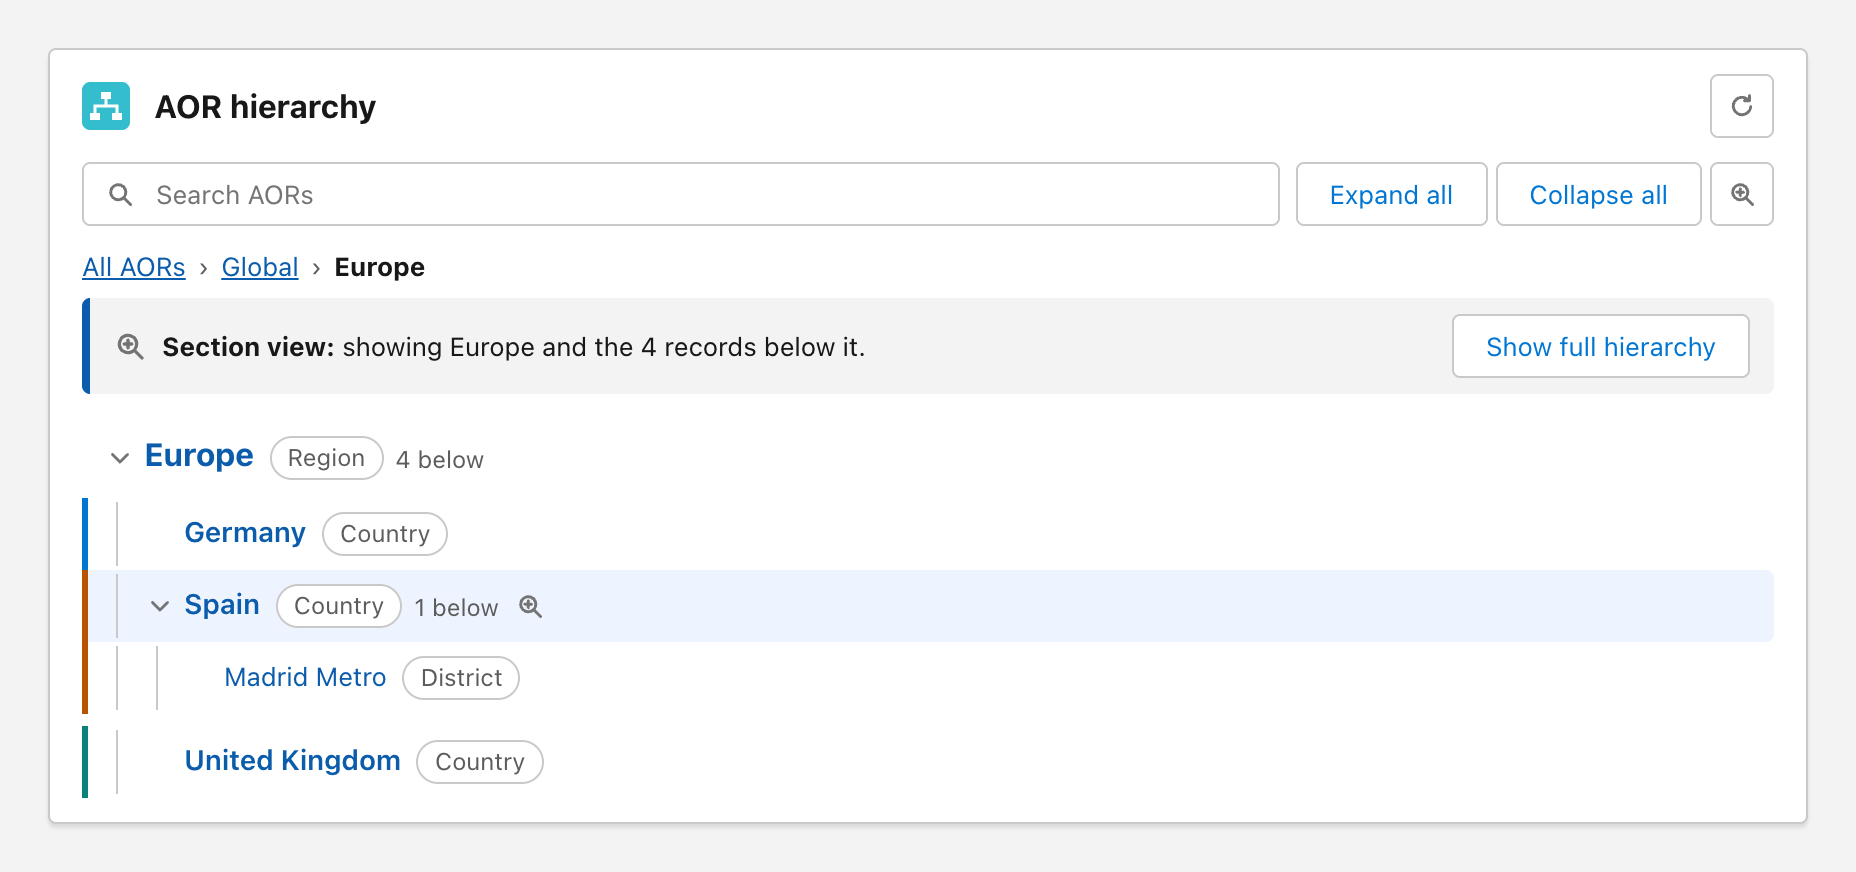 AOR hierarchy
Search AORs
Expand all
Collapse all
All AORs › Global › Europe
Section view: showing Europe and the 4 records below it.
Show full hierarchy
Europe Region 4 below
Germany Country
Spain Country 1 below
Madrid Metro District
United Kingdom Country